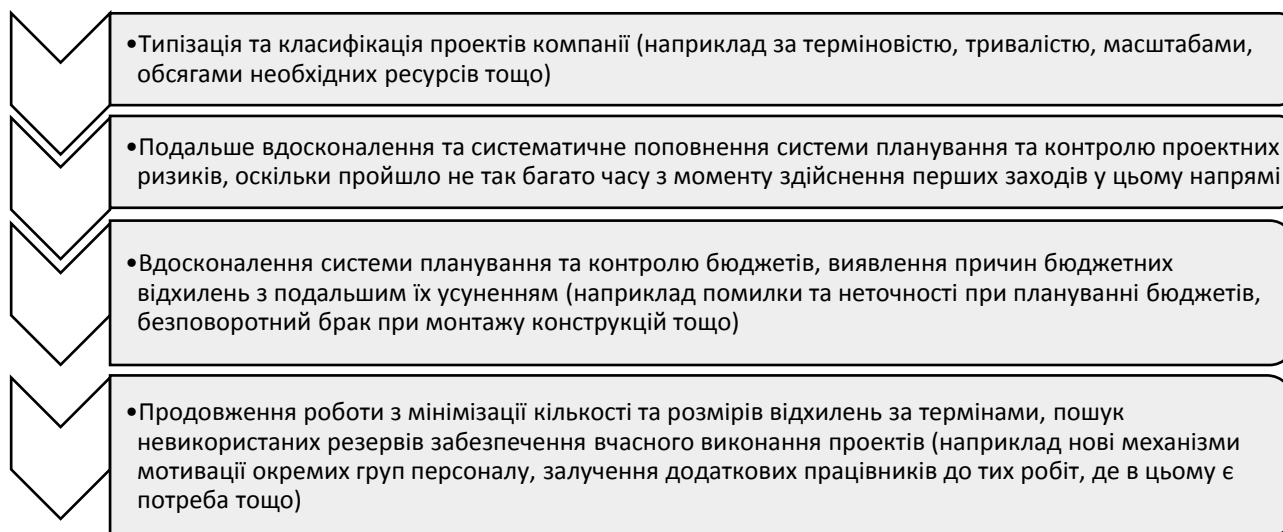 •Типізація та класифікація проектів компанії (наприклад за терміновістю, тривалістю, масштабами,
обсягами необхідних ресурсів тощо)
•Подальше вдосконалення та систематичне поповнення системи планування та контролю проектних
ризиків, оскільки пройшло не так багато часу з моменту здійснення перших заходів у цьому напрямі
•Вдосконалення системи планування та контролю бюджетів, виявлення причин бюджетних
відхилень з подальшим їх усуненням (наприклад помилки та неточності при плануванні бюджетів,
безповоротний брак при монтажу конструкцій тощо)
•Продовження роботи з мінімізації кількості та розмірів відхилень за термінами, пошук
невикористаних резервів забезпечення вчасного виконання проектів (наприклад нові механізми
мотивації окремих груп персоналу, залучення додаткових працівників до тих робіт, де в цьому є
потреба тощо)